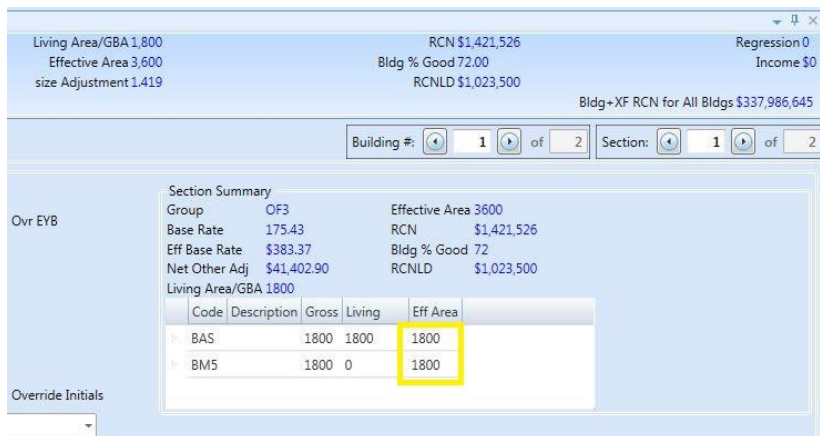 Living Area/GBA 1,800 RCN $1,421,526 Regression 0
Effective Area 3,600 Bldg % Good 72.00 Income $0
size Adjustment 1.419 RCNLD $1,023,500
Bldg+XF RCN for All Bldgs $337,986,645
Building #: 1 of 2 Section: 1 of 2
Section Summary
Group OF3 Effective Area 3600
Ovr EYB
Base Rate 175.43 RCN $1,421,526
Eff Base Rate $383.37 Bldg % Good 72
Net Other Adj $41,402.90 RCNLD $1,023,500
Living Area/GBA 1800
Code Description Gross Living Eff Area
BAS 1800 1800 1800
BM5 1800 0 1800
Override Initials